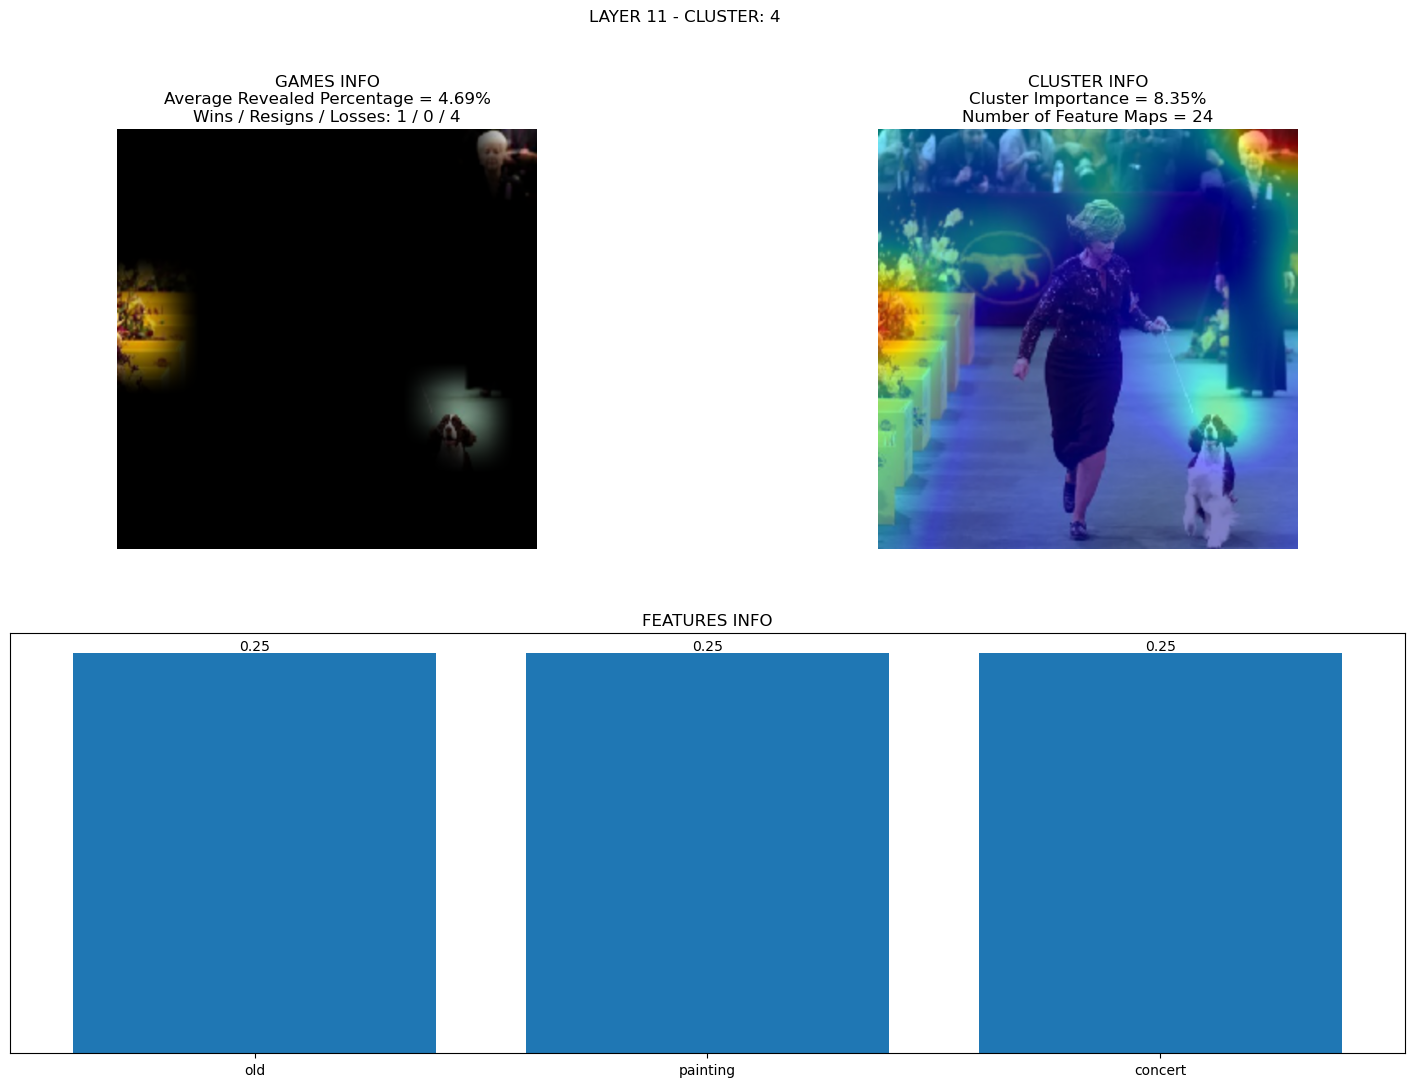 LAYER 11 - CLUSTER: 4
GAMES INFO
Average Revealed Percentage = 4.69%
Wins / Resigns / Losses: 1 / 0 / 4
CLUSTER INFO
Cluster Importance = 8.35%
Number of Feature Maps = 24
FEATURES INFO
0.25
0.25
0.25
old
painting
concert